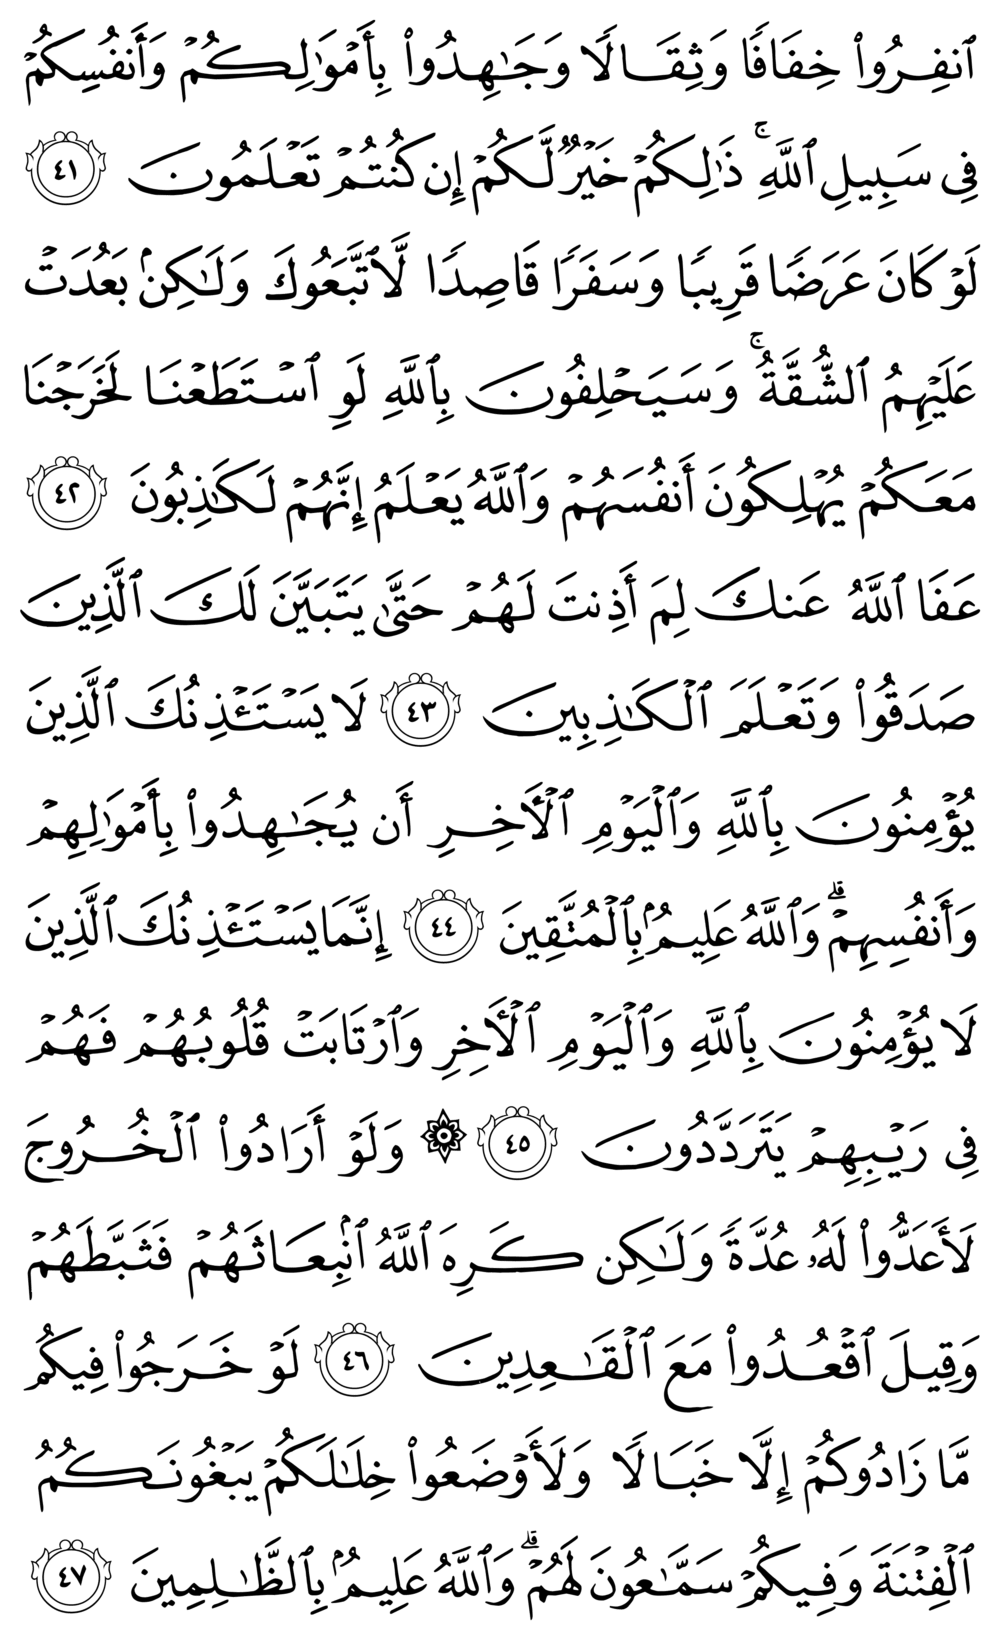 ٱنفِرُوا۟ خِفَافًا وَثِقَالًا وَجَـٰهِدُوا۟ بِأَمْوَٰلِكُمْ وَأَنفُسِكُمْ
فِى سَبِيلِ ٱللَّهِ ۚ ذَٰلِكُمْ خَيْرٌ لَّكُمْ إِن كُنتُمْ تَعْلَمُونَ ٤١
لَوْ كَانَ عَرَضًا قَرِيبًا وَسَفَرًا قَاصِدًا لَّٱتَّبَعُوكَ وَلَـٰكِنۢ بَعُدَتْ
عَلَيْهِمُ ٱلشُّقَّةُ ۚ وَسَيَحْلِفُونَ بِٱللَّهِ لَوِ ٱسْتَطَعْنَا لَخَرَجْنَا
مَعَكُمْ يُهْلِكُونَ أَنفُسَهُمْ وَٱللَّهُ يَعْلَمُ إِنَّهُمْ لَكَـٰذِبُونَ ٤٢
عَفَا ٱللَّهُ عَنكَ لِمَ أَذِنتَ لَهُمْ حَتَّىٰ يَتَبَيَّنَ لَكَ ٱلَّذِينَ
صَدَقُوا۟ وَتَعْلَمَ ٱلْكَـٰذِبِينَ ٤٣ لَا يَسْتَـْٔذِنُكَ ٱلَّذِينَ
يُؤْمِنُونَ بِٱللَّهِ وَٱلْيَوْمِ ٱلْـَٔاخِرِ أَن يُجَـٰهِدُوا۟ بِأَمْوَٰلِهِمْ
وَأَنفُسِهِمْ ۗ وَٱللَّهُ عَلِيمٌۢ بِٱلْمُتَّقِينَ ٤٤ إِنَّمَا يَسْتَـْٔذِنُكَ ٱلَّذِينَ
لَا يُؤْمِنُونَ بِٱللَّهِ وَٱلْيَوْمِ ٱلْـَٔاخِرِ وَٱرْتَابَتْ قُلُوبُهُمْ فَهُمْ
فِى رَيْبِهِمْ يَتَرَدَّدُونَ ٤٥ ۞ وَلَوْ أَرَادُوا۟ ٱلْخُرُوجَ
لَأَعَدُّوا۟ لَهُۥ عُدَّةً وَلَـٰكِن كَرِهَ ٱللَّهُ ٱنۢبِعَاثَهُمْ فَثَبَّطَهُمْ
وَقِيلَ ٱقْعُدُوا۟ مَعَ ٱلْقَـٰعِدِينَ ٤٦ لَوْ خَرَجُوا۟ فِيكُم
مَّا زَادُوكُمْ إِلَّا خَبَالًا وَلَأَوْضَعُوا۟ خِلَـٰلَكُمْ يَبْغُونَكُمُ
ٱلْفِتْنَةَ وَفِيكُمْ سَمَّـٰعُونَ لَهُمْ ۗ وَٱللَّهُ عَلِيمٌۢ بِٱلظَّـٰلِمِينَ ٤٧